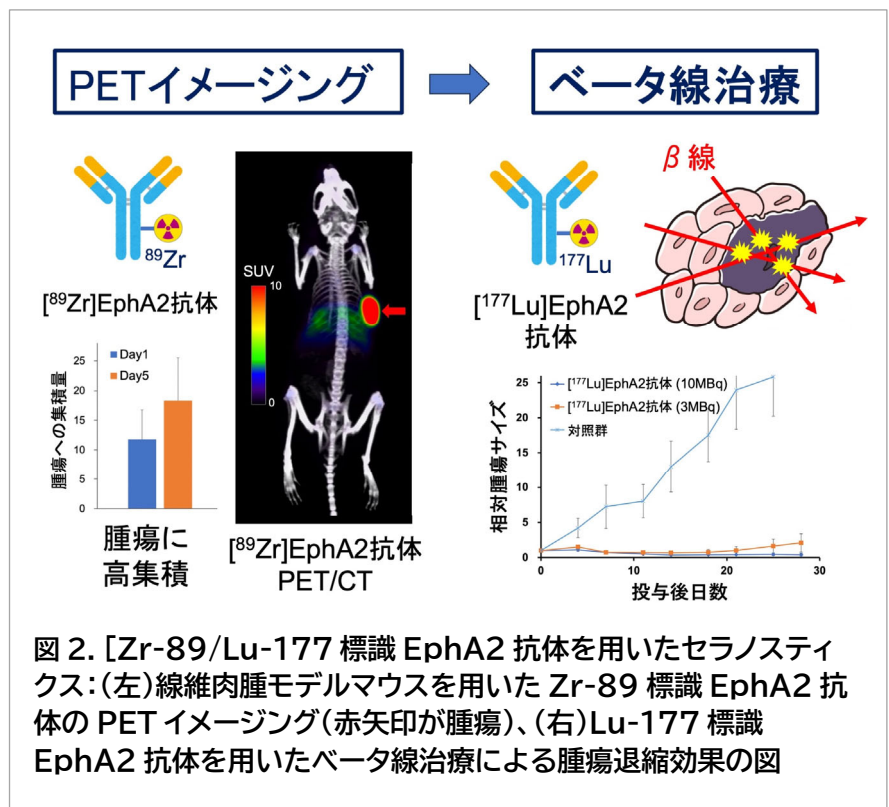 PETイメージング
ベータ線治療
⁸⁹Zr
[⁸⁹Zr]EphA2抗体
SUV
10
0
¹⁷⁷Lu
[¹⁷⁷Lu]EphA2
抗体
β線
腫瘍への集積量
25
20
15
10
5
0
Day1
Day5
腫瘍に
高集積
[⁸⁹Zr]EphA2抗体
PET/CT
相対腫瘍サイズ
25
20
15
10
5
0
[¹⁷⁷Lu]EphA2抗体 (10MBq)
[¹⁷⁷Lu]EphA2抗体 (3MBq)
対照群
0 10 20 30
投与後日数
図 2. [Zr-89/Lu-177 標識 EphA2 抗体を用いたセラノスティ
クス:(左)線維肉腫モデルマウスを用いた Zr-89 標識 EphA2 抗
体の PET イメージング(赤矢印が腫瘍)、(右)Lu-177 標識
EphA2 抗体を用いたベータ線治療による腫瘍退縮効果の図